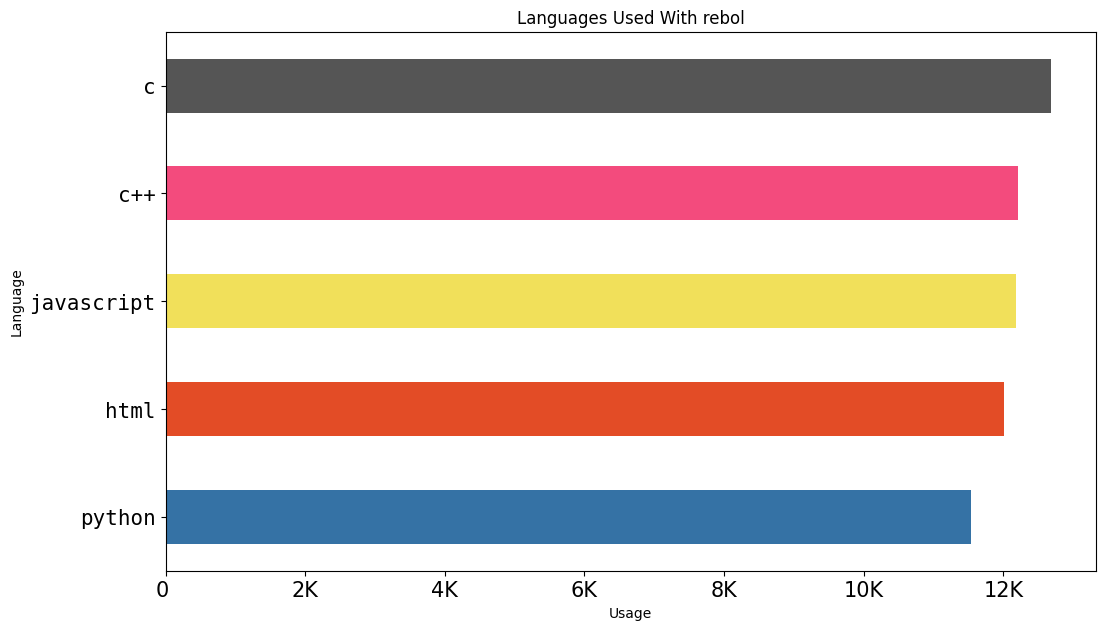 Languages Used With rebol
Language
c
c++
javascript
html
python
0 2K 4K 6K 8K 10K 12K
Usage